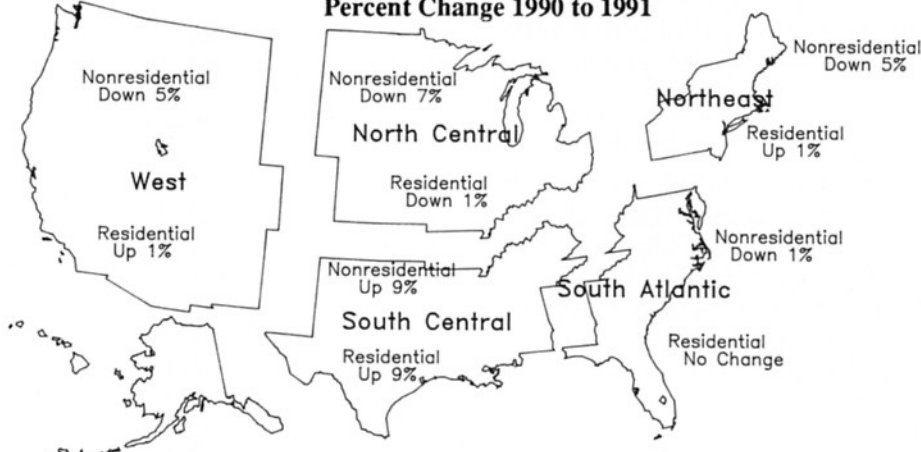 Percent Change 1990 to 1991
Nonresidential
Down 5%
West
Residential
Up 1%
Nonresidential
Down 7%
North Central
Residential
Down 1%
Nonresidential
Down 5%
Northeast
Residential
Up 1%
Nonresidential
Up 9%
South Central
Residential
Up 9%
Nonresidential
Down 1%
South Atlantic
Residential
No Change